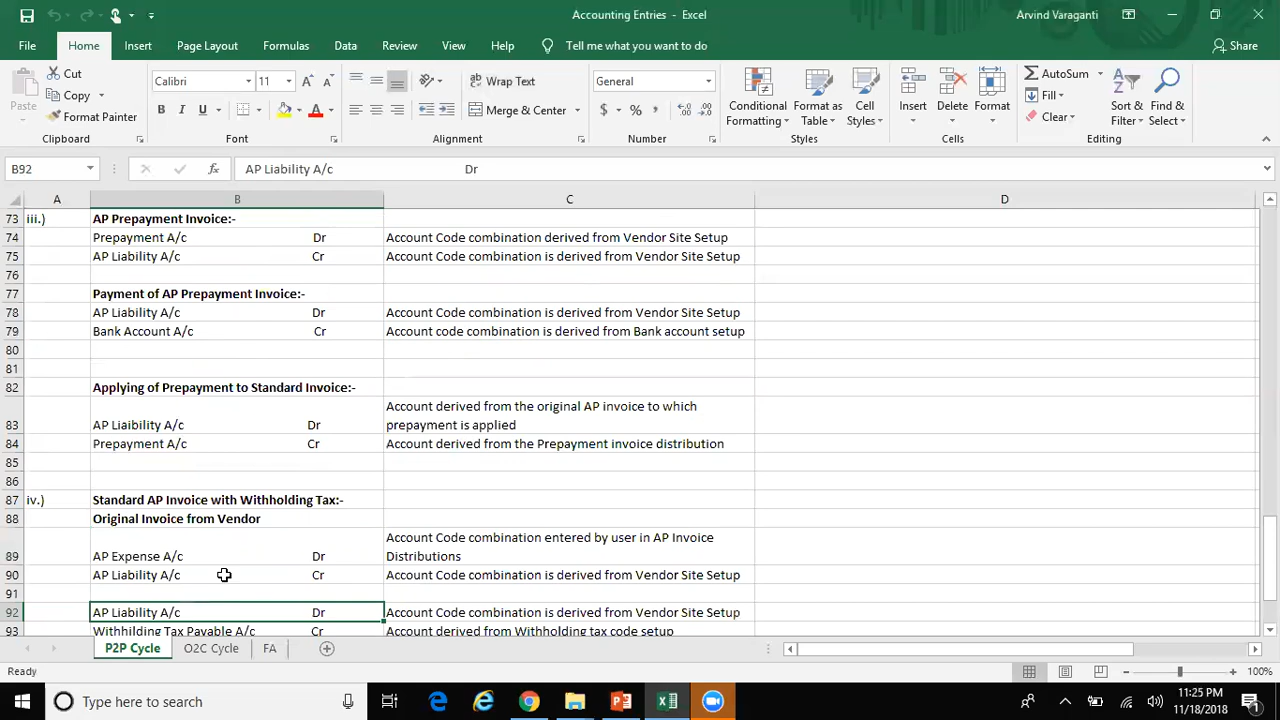 Accounting Entries - Excel
Arvind Varaganti
File Home Insert Page Layout Formulas Data Review View Help Tell me what you want to do Share
Paste
Cut
Copy
Format Painter
Clipboard
Calibri 11
B I U
Font
Wrap Text
Merge & Center
Alignment
General
$ % ,
Number
Conditional Formatting
Format as Table
Cell Styles
Styles
Insert Delete Format
Cells
AutoSum
Fill
Clear
Sort & Filter
Find & Select
Editing
B92 fx AP Liability A/c Dr
A B C D
73 iii.) AP Prepayment Invoice:-
74 Prepayment A/c Dr Account Code combination derived from Vendor Site Setup
75 AP Liability A/c Cr Account Code combination is derived from Vendor Site Setup
76
77 Payment of AP Prepayment Invoice:-
78 AP Liability A/c Dr Account Code combination is derived from Vendor Site Setup
79 Bank Account A/c Cr Account code combination is derived from Bank account setup
80
81
82 Applying of Prepayment to Standard Invoice:-
Account derived from the original AP invoice to which
83 AP Liaibility A/c Dr prepayment is applied
84 Prepayment A/c Cr Account derived from the Prepayment invoice distribution
85
86
87 iv.) Standard AP Invoice with Withholding Tax:-
88 Original Invoice from Vendor
Account Code combination entered by user in AP Invoice
89 AP Expense A/c Dr Distributions
90 AP Liability A/c Cr Account Code combination is derived from Vendor Site Setup
91
92 AP Liability A/c Dr Account Code combination is derived from Vendor Site Setup
93 Withhilding Tax Payable A/c Cr Account derived from Withholding tax code setup
P2P Cycle O2C Cycle FA
Ready 100%
Type here to search
11:25 PM
11/18/2018
1